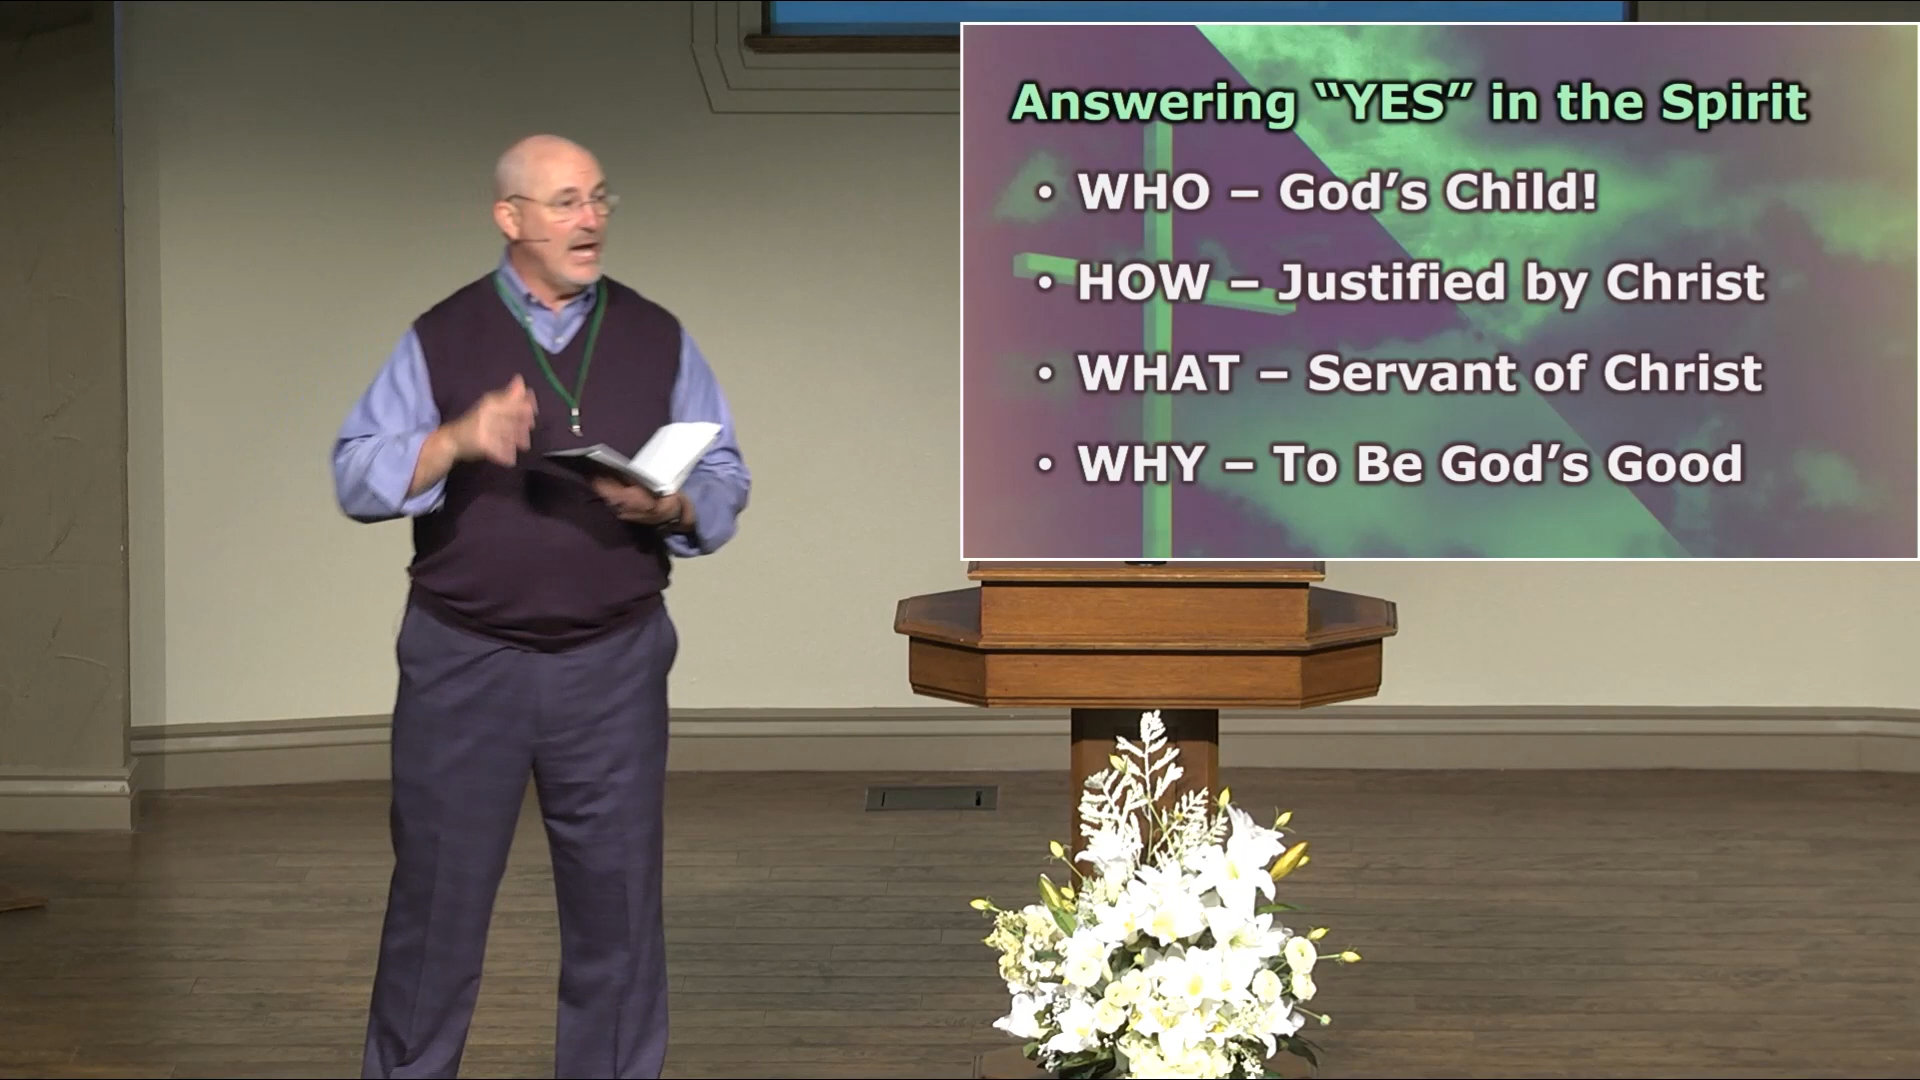 Answering “YES” in the Spirit
• WHO – God’s Child!
• HOW – Justified by Christ
• WHAT – Servant of Christ
• WHY – To Be God’s Good